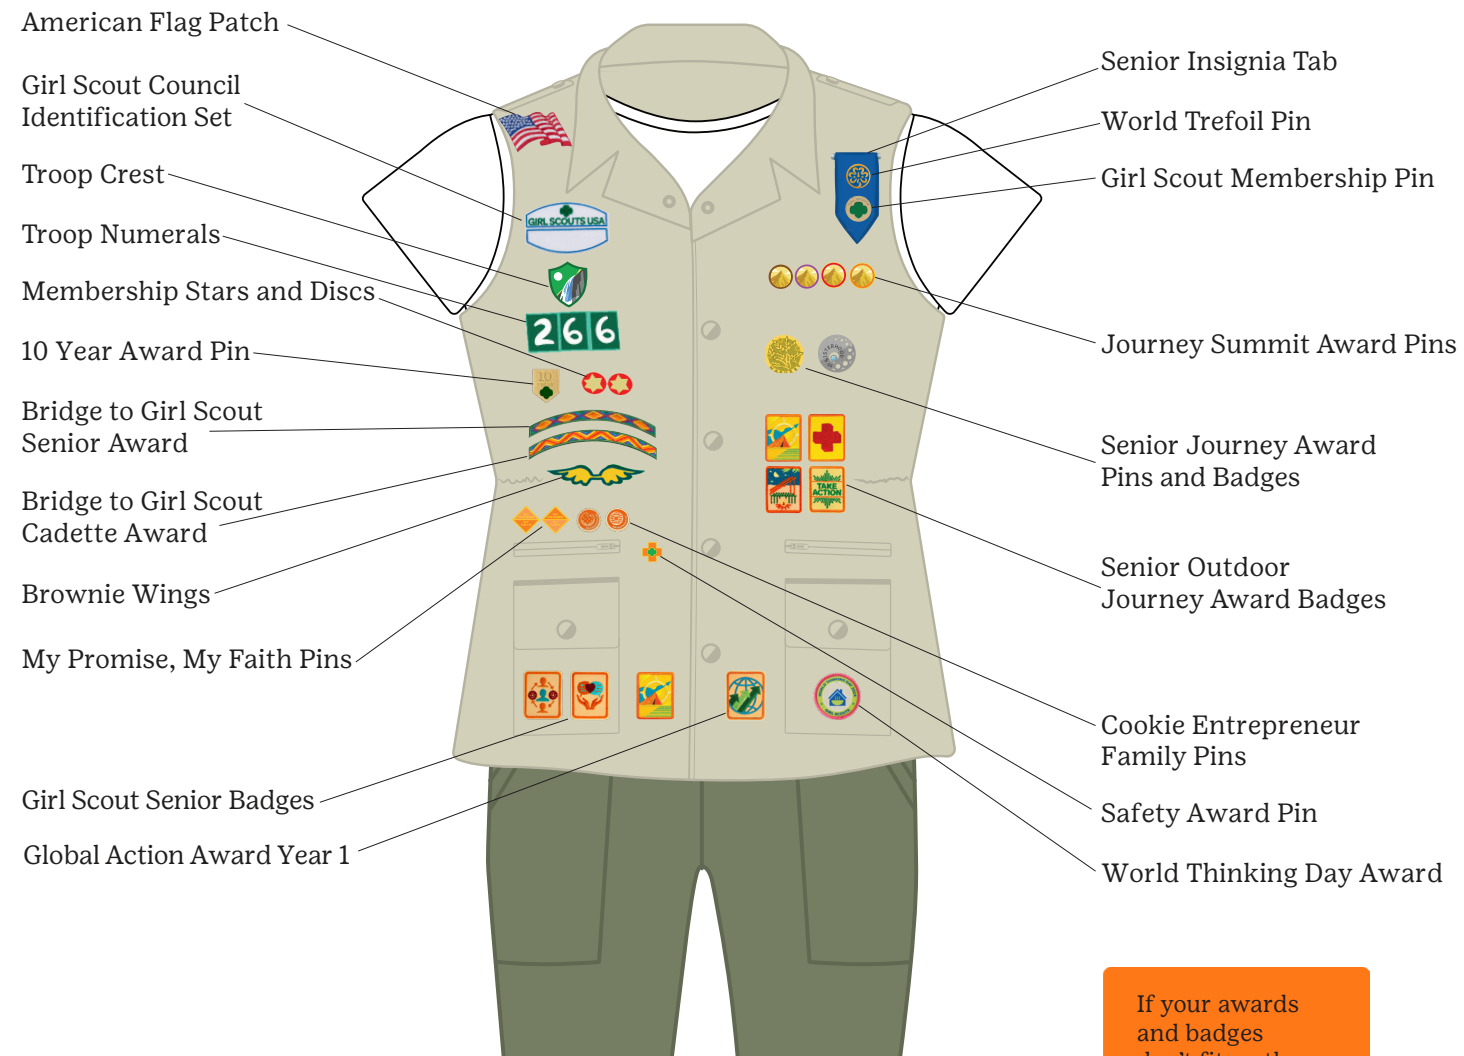 American Flag Patch
Girl Scout Council
Identification Set
Troop Crest
Troop Numerals
Membership Stars and Discs
10 Year Award Pin
Bridge to Girl Scout
Senior Award
Bridge to Girl Scout
Cadette Award
Brownie Wings
My Promise, My Faith Pins
Girl Scout Senior Badges
Global Action Award Year 1
GIRL SCOUTS USA
266
10
TAKE
ACTION
Senior Insignia Tab
World Trefoil Pin
Girl Scout Membership Pin
Journey Summit Award Pins
Senior Journey Award
Pins and Badges
Senior Outdoor
Journey Award Badges
Cookie Entrepreneur
Family Pins
Safety Award Pin
World Thinking Day Award
If your awards
and badges